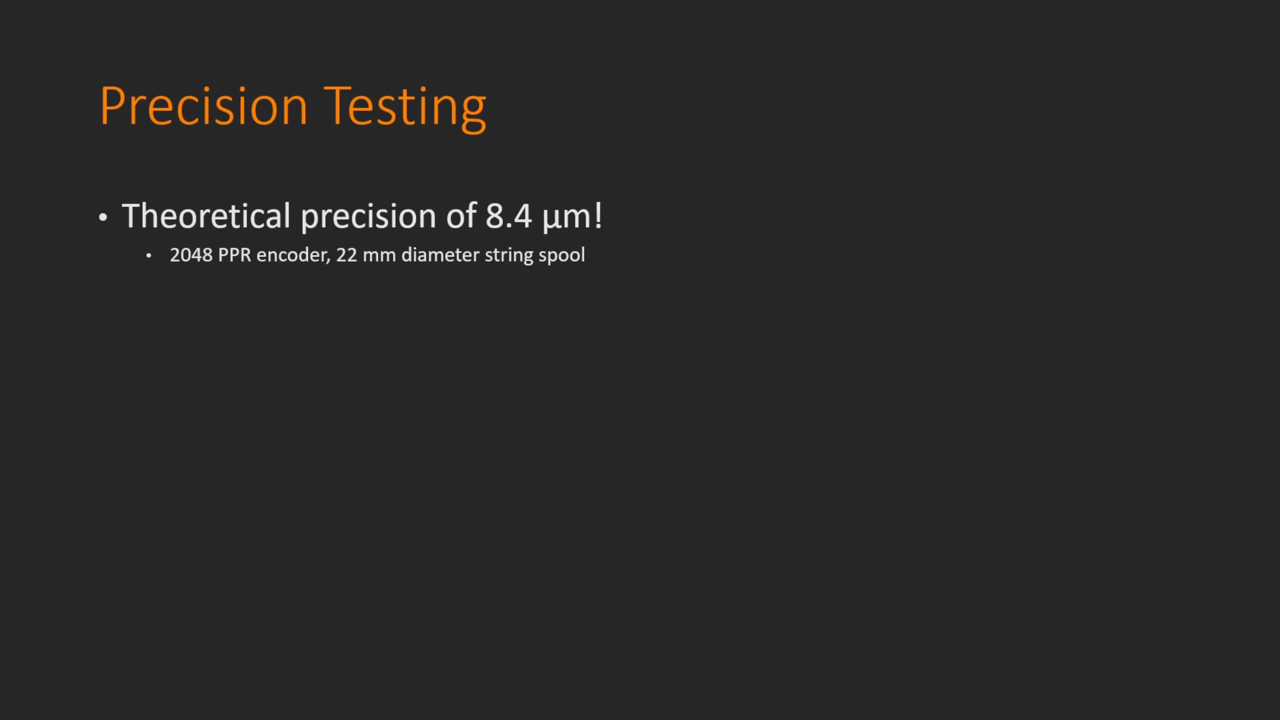 Precision Testing
• Theoretical precision of 8.4 μm!
• 2048 PPR encoder, 22 mm diameter string spool